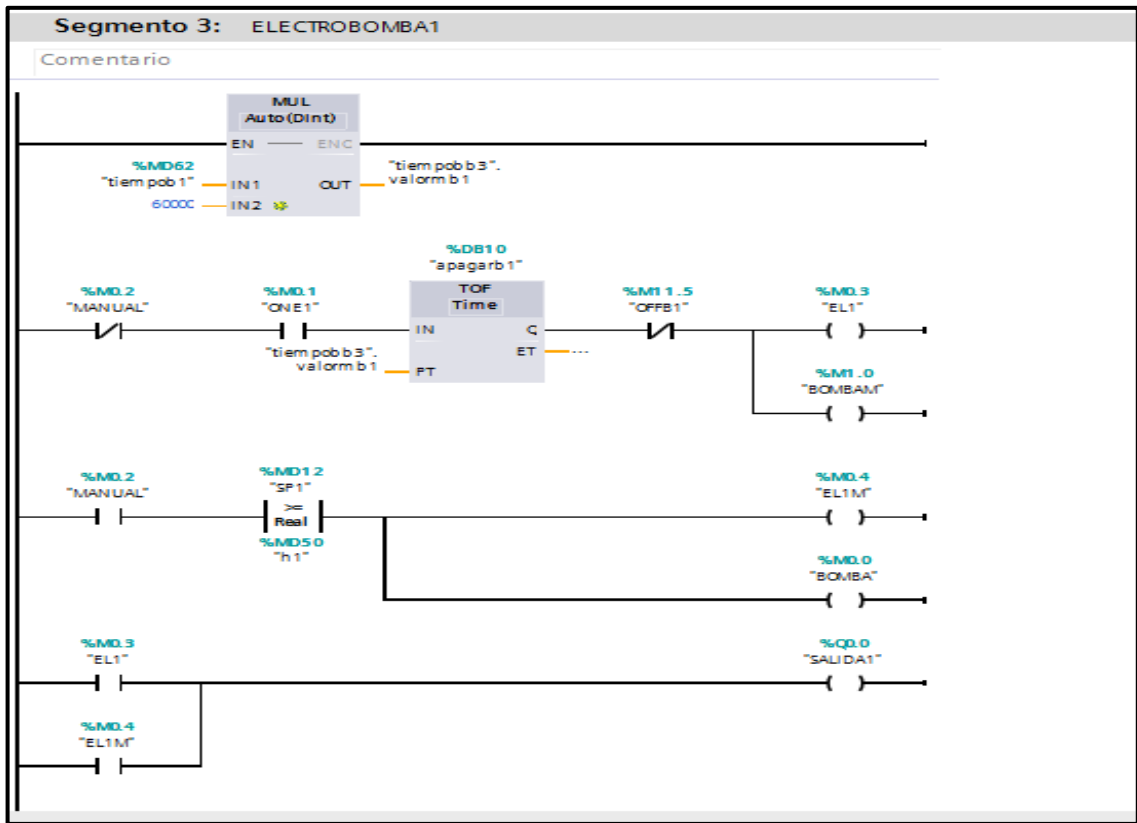 Segmento 3: ELECTROBOMBA1
Comentario
MUL
Auto(DInt)
EN ENO
%MD62
"tiempob1"
IN1 OUT
"tiempobb3".
valormb1
60000
IN2
%DB10
"apagarb1"
%M0.2
"MANUAL"
%M0.1
"ONE1"
TOF
Time
%M11.5
"OFFB1"
%M0.3
"EL1"
IN Q
ET ...
"tiempobb3".
valormb1
PT
%M1.0
"BOMBAM"
%M0.2
"MANUAL"
%MD12
"SP1"
>=
Real
%MD50
"h1"
%M0.4
"EL1M"
%M0.0
"BOMBA"
%M0.3
"EL1"
%Q0.0
"SALIDA1"
%M0.4
"EL1M"